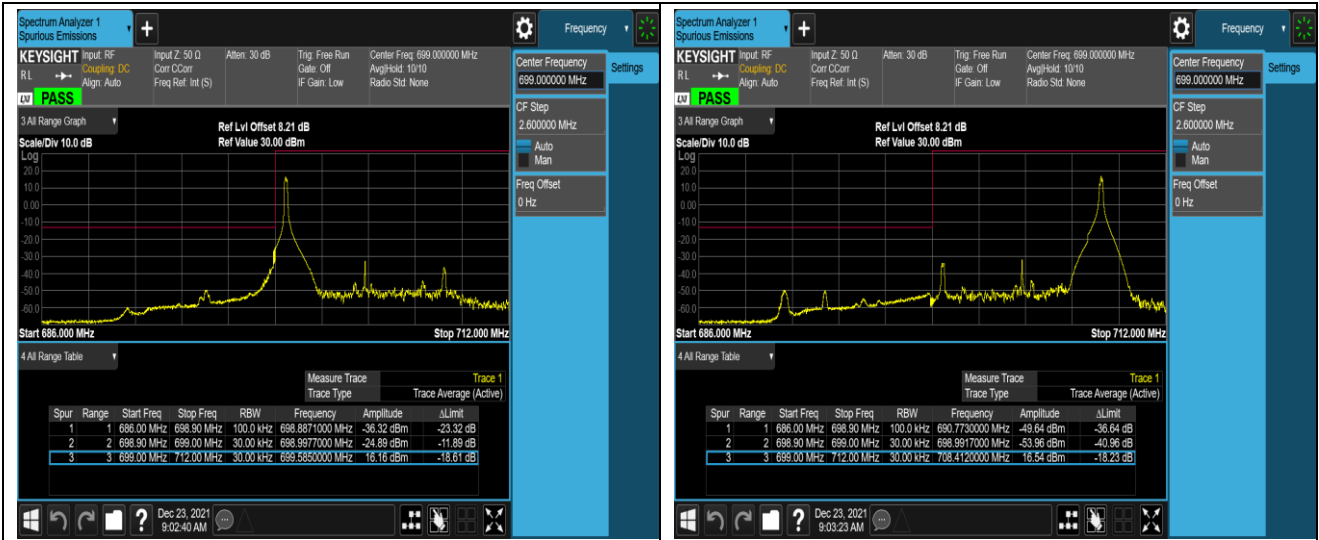 Spectrum Analyzer 1
Spurious Emissions
+
Frequency
KEYSIGHT Input: RF Input Z: 50 Ω Atten: 30 dB Trig: Free Run Center Freq: 699.000000 MHz
RL Coupling: DC Corr CCorr Gate: Off Avg|Hold: 10/10
Align: Auto Freq Ref: Int (S) IF Gain: Low Radio Std: None
LXI PASS
Center Frequency
699.000000 MHz
Settings
CF Step
2.600000 MHz
Auto
Man
Freq Offset
0 Hz
3 All Range Graph
Ref Lvl Offset 8.21 dB
Scale/Div 10.0 dB Ref Value 30.00 dBm
Log
20.0
10.0
0.00
-10.0
-20.0
-30.0
-40.0
-50.0
-60.0
Start 686.000 MHz Stop 712.000 MHz
4 All Range Table
Measure Trace Trace 1
Trace Type Trace Average (Active)
Spur Range Start Freq Stop Freq RBW Frequency Amplitude ΔLimit
1 1 686.00 MHz 698.90 MHz 100.0 kHz 698.8871000 MHz -36.32 dBm -23.32 dB
2 2 698.90 MHz 699.00 MHz 30.00 kHz 698.9977000 MHz -24.89 dBm -11.89 dB
3 3 699.00 MHz 712.00 MHz 30.00 kHz 699.5850000 MHz 16.16 dBm -18.61 dB
?
Dec 23, 2021
9:02:40 AM
Spectrum Analyzer 1
Spurious Emissions
+
Frequency
KEYSIGHT Input: RF Input Z: 50 Ω Atten: 30 dB Trig: Free Run Center Freq: 699.000000 MHz
RL Coupling: DC Corr CCorr Gate: Off Avg|Hold: 10/10
Align: Auto Freq Ref: Int (S) IF Gain: Low Radio Std: None
LXI PASS
Center Frequency
699.000000 MHz
Settings
CF Step
2.600000 MHz
Auto
Man
Freq Offset
0 Hz
3 All Range Graph
Ref Lvl Offset 8.21 dB
Scale/Div 10.0 dB Ref Value 30.00 dBm
Log
20.0
10.0
0.00
-10.0
-20.0
-30.0
-40.0
-50.0
-60.0
Start 686.000 MHz Stop 712.000 MHz
4 All Range Table
Measure Trace Trace 1
Trace Type Trace Average (Active)
Spur Range Start Freq Stop Freq RBW Frequency Amplitude ΔLimit
1 1 686.00 MHz 698.90 MHz 100.0 kHz 690.7730000 MHz -49.64 dBm -36.64 dB
2 2 698.90 MHz 699.00 MHz 30.00 kHz 698.9917000 MHz -53.96 dBm -40.96 dB
3 3 699.00 MHz 712.00 MHz 30.00 kHz 708.4120000 MHz 16.54 dBm -18.23 dB
?
Dec 23, 2021
9:03:23 AM